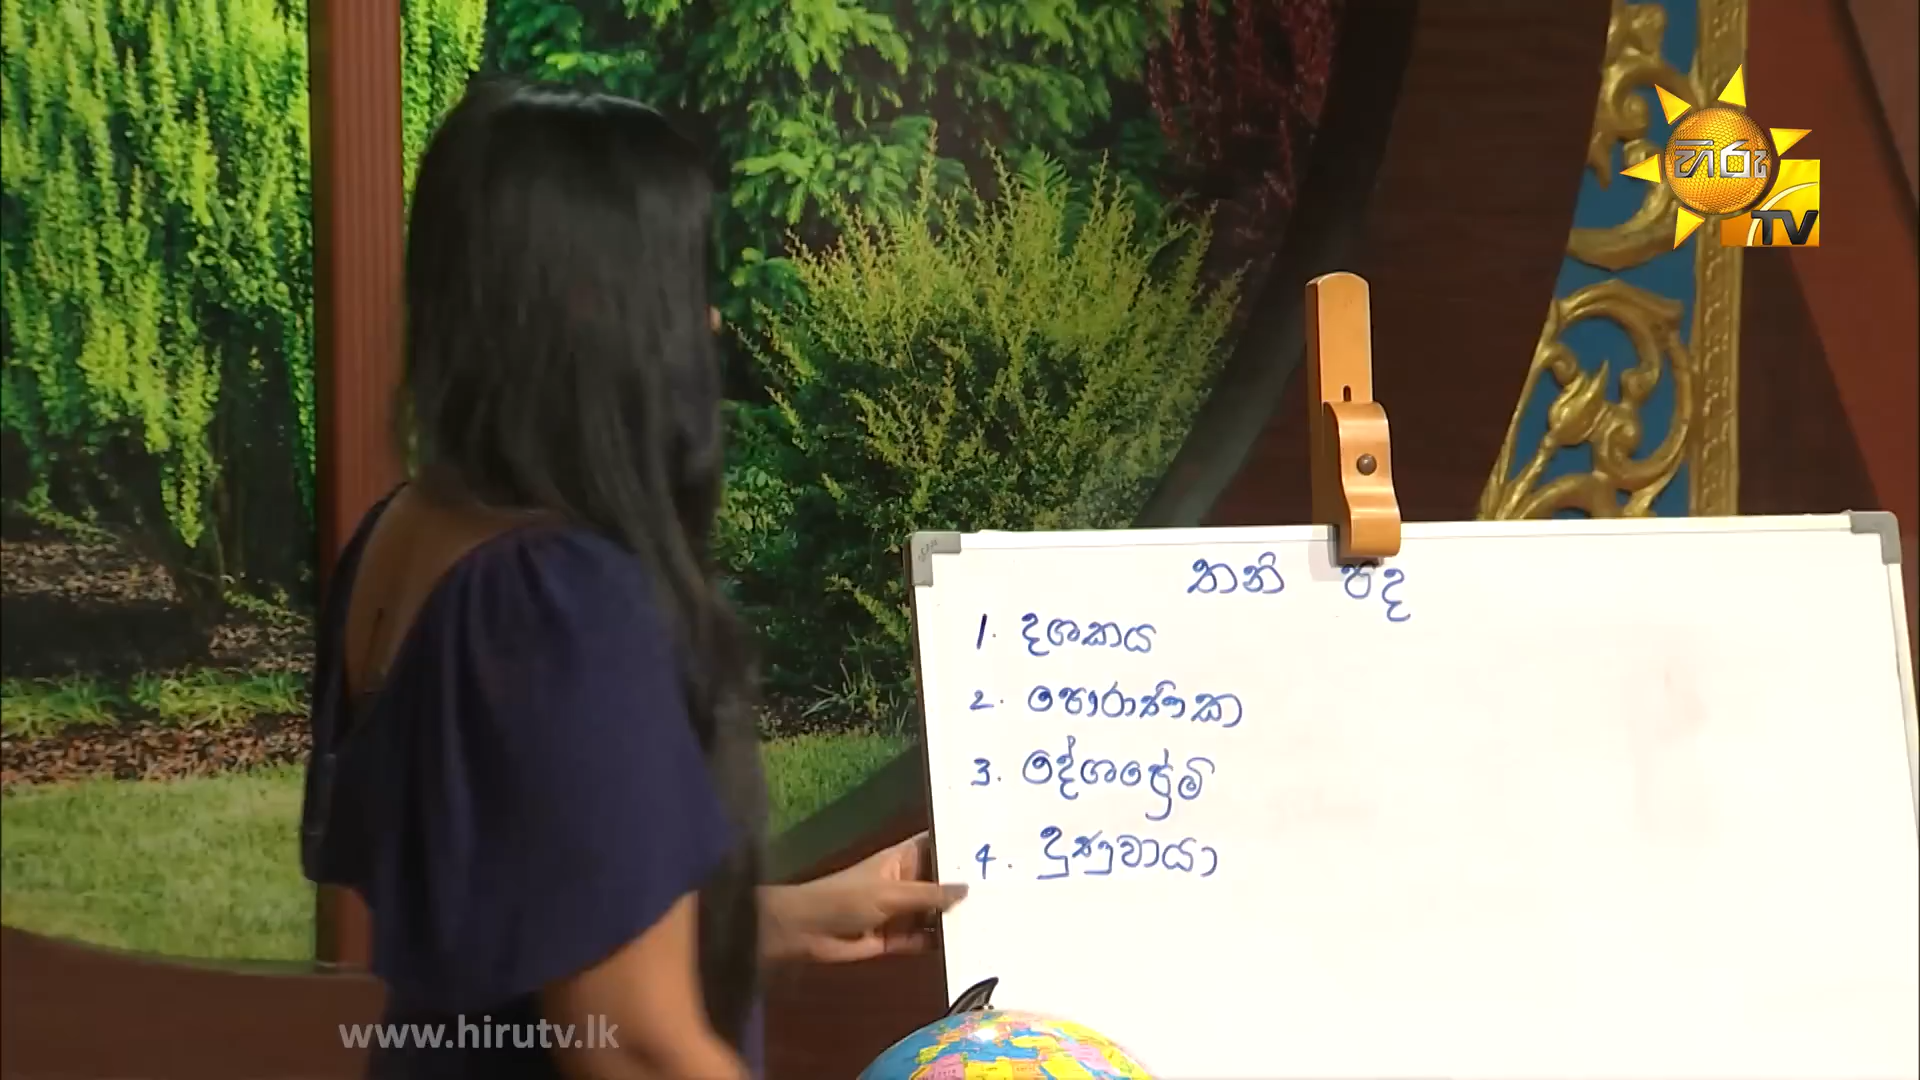 හිරු
TV
තනි පද
1. දශකය
2. පෞරාණික
3. දේශප්‍රේමී
4. දුණුවායා
www.hirutv.lk